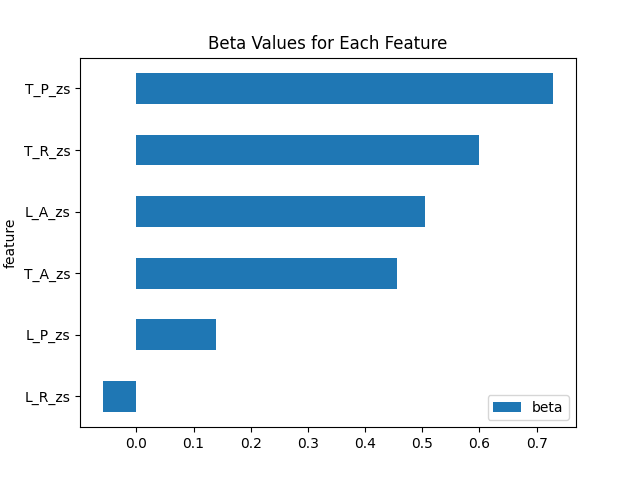 Beta Values for Each Feature
feature
T_P_zs
T_R_zs
L_A_zs
T_A_zs
L_P_zs
L_R_zs
beta
0.0 0.1 0.2 0.3 0.4 0.5 0.6 0.7